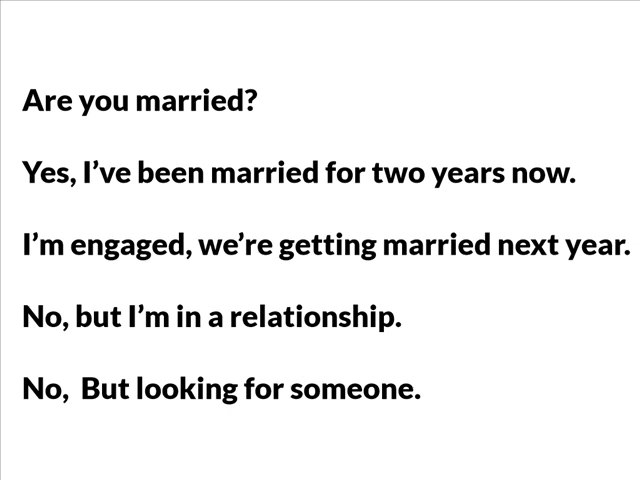 Are you married?
Yes, I’ve been married for two years now.
I’m engaged, we’re getting married next year.
No, but I’m in a relationship.
No,  But looking for someone.